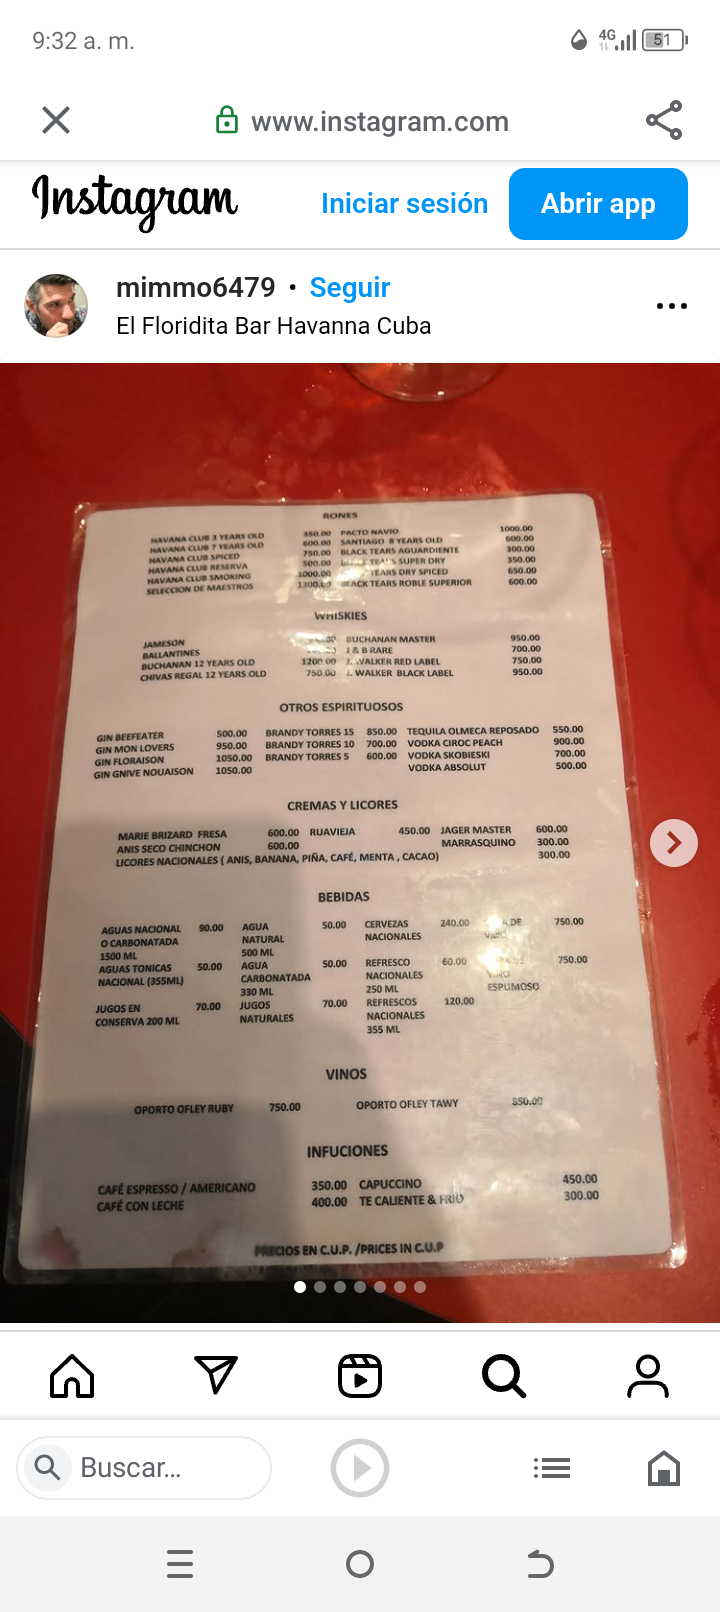 9:32 a. m.
4G
51
www.instagram.com
Instagram
Iniciar sesión
Abrir app
mimmo6479 • Seguir
El Floridita Bar Havanna Cuba
RONES
HAVANA CLUB 3 YEARS OLD 350.00 PACTO NAVIO 1000.00
HAVANA CLUB 7 YEARS OLD 600.00 SANTIAGO 8 YEARS OLD 600.00
HAVANA CLUB SPICED 750.00 BLACK TEARS AGUARDIENTE 300.00
HAVANA CLUB RESERVA 500.00 TEARS SUPER DRY 350.00
HAVANA CLUB SMOKING 1000.00 TEARS DRY SPICED 650.00
SELECCION DE MAESTROS 1300.00 BLACK TEARS ROBLE SUPERIOR 600.00
WHISKIES
JAMESON BUCHANAN MASTER 950.00
BALLANTINES J & B RARE 700.00
BUCHANAN 12 YEARS OLD 1200.00 J. WALKER RED LABEL 750.00
CHIVAS REGAL 12 YEARS OLD 750.00 J. WALKER BLACK LABEL 950.00
OTROS ESPIRITUOSOS
GIN BEEFEATER 500.00 BRANDY TORRES 15 850.00 TEQUILA OLMECA REPOSADO 550.00
GIN MON LOVERS 950.00 BRANDY TORRES 10 700.00 VODKA CIROC PEACH 900.00
GIN FLORAISON 1050.00 BRANDY TORRES 5 600.00 VODKA SKOBIESKI 700.00
GIN GNIVE NOUAISON 1050.00 VODKA ABSOLUT 500.00
CREMAS Y LICORES
MARIE BRIZARD FRESA 600.00 RUAVIEJA 450.00 JAGER MASTER 600.00
ANIS SECO CHINCHON 600.00 MARRASQUINO 300.00
LICORES NACIONALES ( ANIS, BANANA, PIÑA, CAFÉ, MENTA , CACAO) 300.00
BEBIDAS
AGUAS NACIONAL 90.00 AGUA 50.00 CERVEZAS 240.00 DE 750.00
O CARBONATADA NATURAL NACIONALES VINO
1500 ML 500 ML
AGUAS TONICAS 50.00 AGUA 50.00 REFRESCO 60.00 DE 750.00
NACIONAL (355ML) CARBONATADA NACIONALES VINO
330 ML 250 ML ESPUMOSO
JUGOS EN 70.00 JUGOS 70.00 REFRESCOS 120.00
CONSERVA 200 ML NATURALES NACIONALES
355 ML
VINOS
OPORTO OFLEY RUBY 750.00 OPORTO OFLEY TAWY 850.00
INFUCIONES
CAFÉ ESPRESSO / AMERICANO 350.00 CAPUCCINO 450.00
CAFÉ CON LECHE 400.00 TE CALIENTE & FRIO 300.00
PRECIOS EN C.U.P. /PRICES IN C.U.P
Buscar...